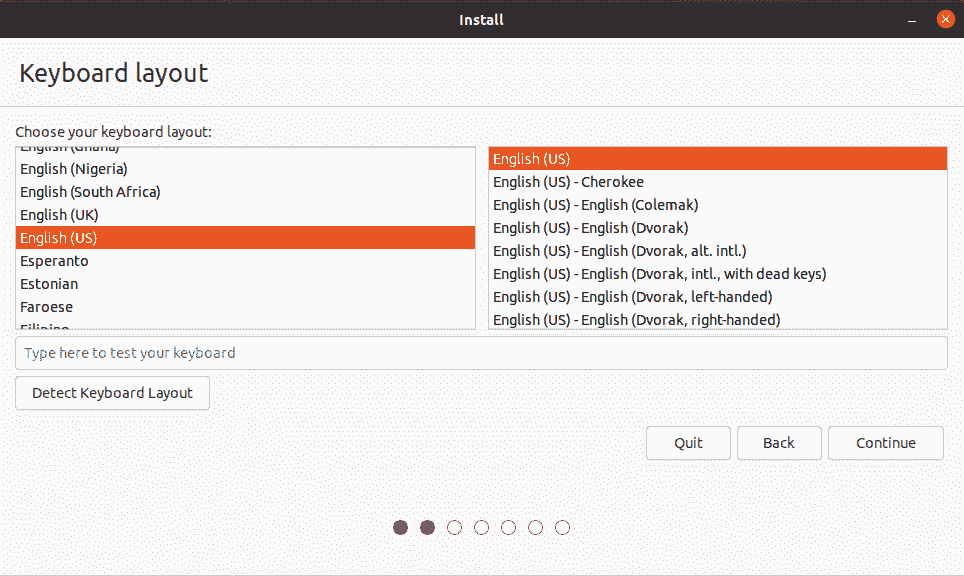 Install
Keyboard layout
Choose your keyboard layout:
English (Ghana)
English (Nigeria)
English (South Africa)
English (UK)
English (US)
Esperanto
Estonian
Faroese
Filipino
English (US)
English (US) - Cherokee
English (US) - English (Colemak)
English (US) - English (Dvorak)
English (US) - English (Dvorak, alt. intl.)
English (US) - English (Dvorak, intl., with dead keys)
English (US) - English (Dvorak, left-handed)
English (US) - English (Dvorak, right-handed)
Type here to test your keyboard
Detect Keyboard Layout
Quit
Back
Continue